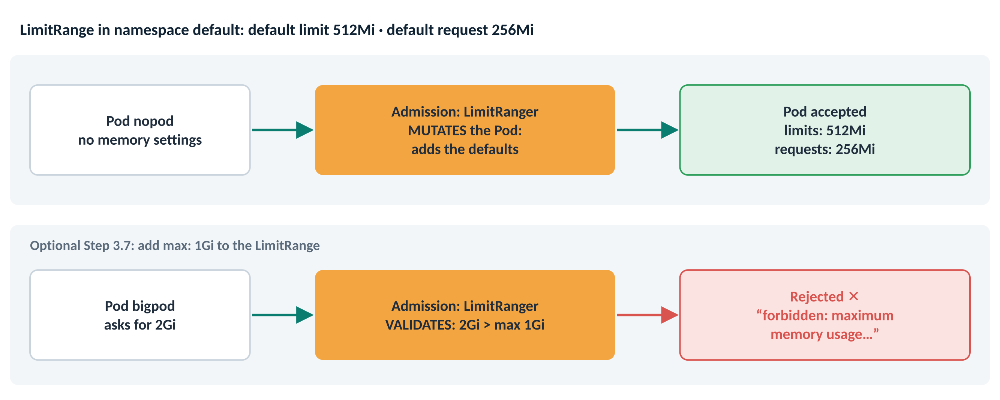 LimitRange in namespace default: default limit 512Mi · default request 256Mi
Pod nopod
no memory settings
Admission: LimitRanger
MUTATES the Pod:
adds the defaults
Pod accepted
limits: 512Mi
requests: 256Mi
Optional Step 3.7: add max: 1Gi to the LimitRange
Pod bigpod
asks for 2Gi
Admission: LimitRanger
VALIDATES: 2Gi > max 1Gi
Rejected ✕
“forbidden: maximum
memory usage...”